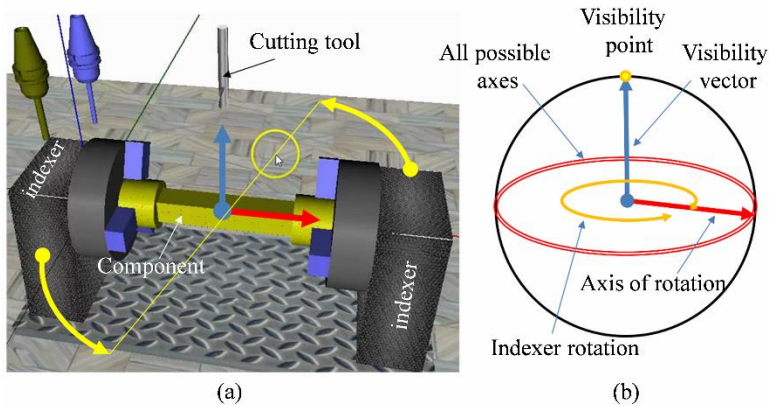 Cutting tool
indexer
Component
indexer
(a)
Visibility
point
All possible
axes
Visibility
vector
Axis of rotation
Indexer rotation
(b)